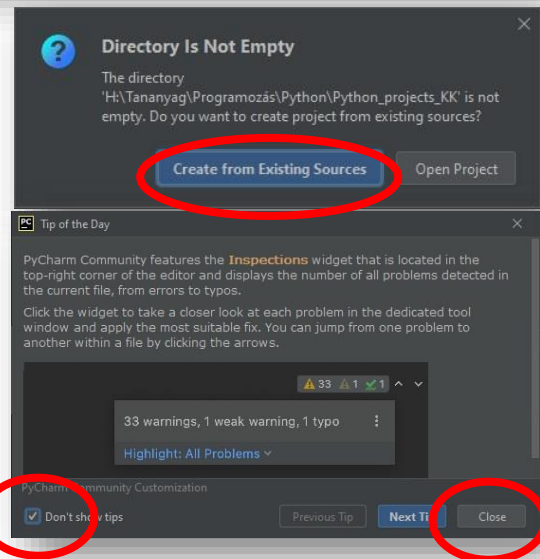 Directory Is Not Empty
The directory
'H:\Tananyag\Programozás\Python\Python_projects_KK' is not
empty. Do you want to create project from existing sources?
Create from Existing Sources
Open Project
PC Tip of the Day
PyCharm Community features the Inspections widget that is located in the
top-right corner of the editor and displays the number of all problems detected in
the current file, from errors to typos.
Click the widget to take a closer look at each problem in the dedicated tool
window and apply the most suitable fix. You can jump from one problem to
another within a file by clicking the arrows.
33 1 1
33 warnings, 1 weak warning, 1 typo
Highlight: All Problems
PyCharm Community Customization
Don't show tips
Previous Tip
Next
Close